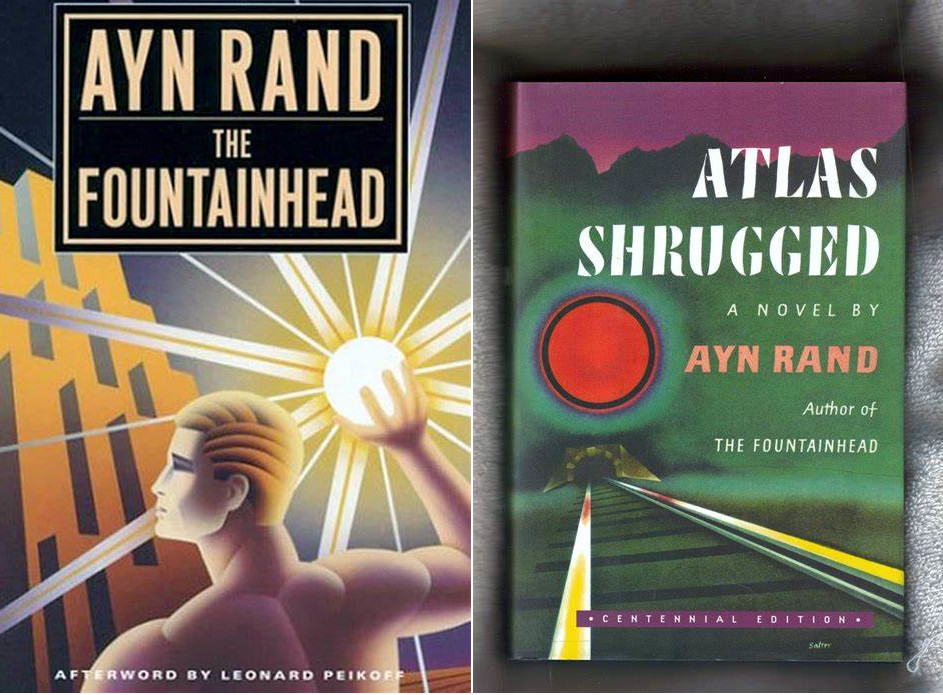 AYN RAND
THE
FOUNTAINHEAD
AFTERWORD BY LEONARD PEIKOFF
ATLAS
SHRUGGED
A NOVEL BY
AYN RAND
Author of
THE FOUNTAINHEAD
• CENTENNIAL EDITION •
Salter